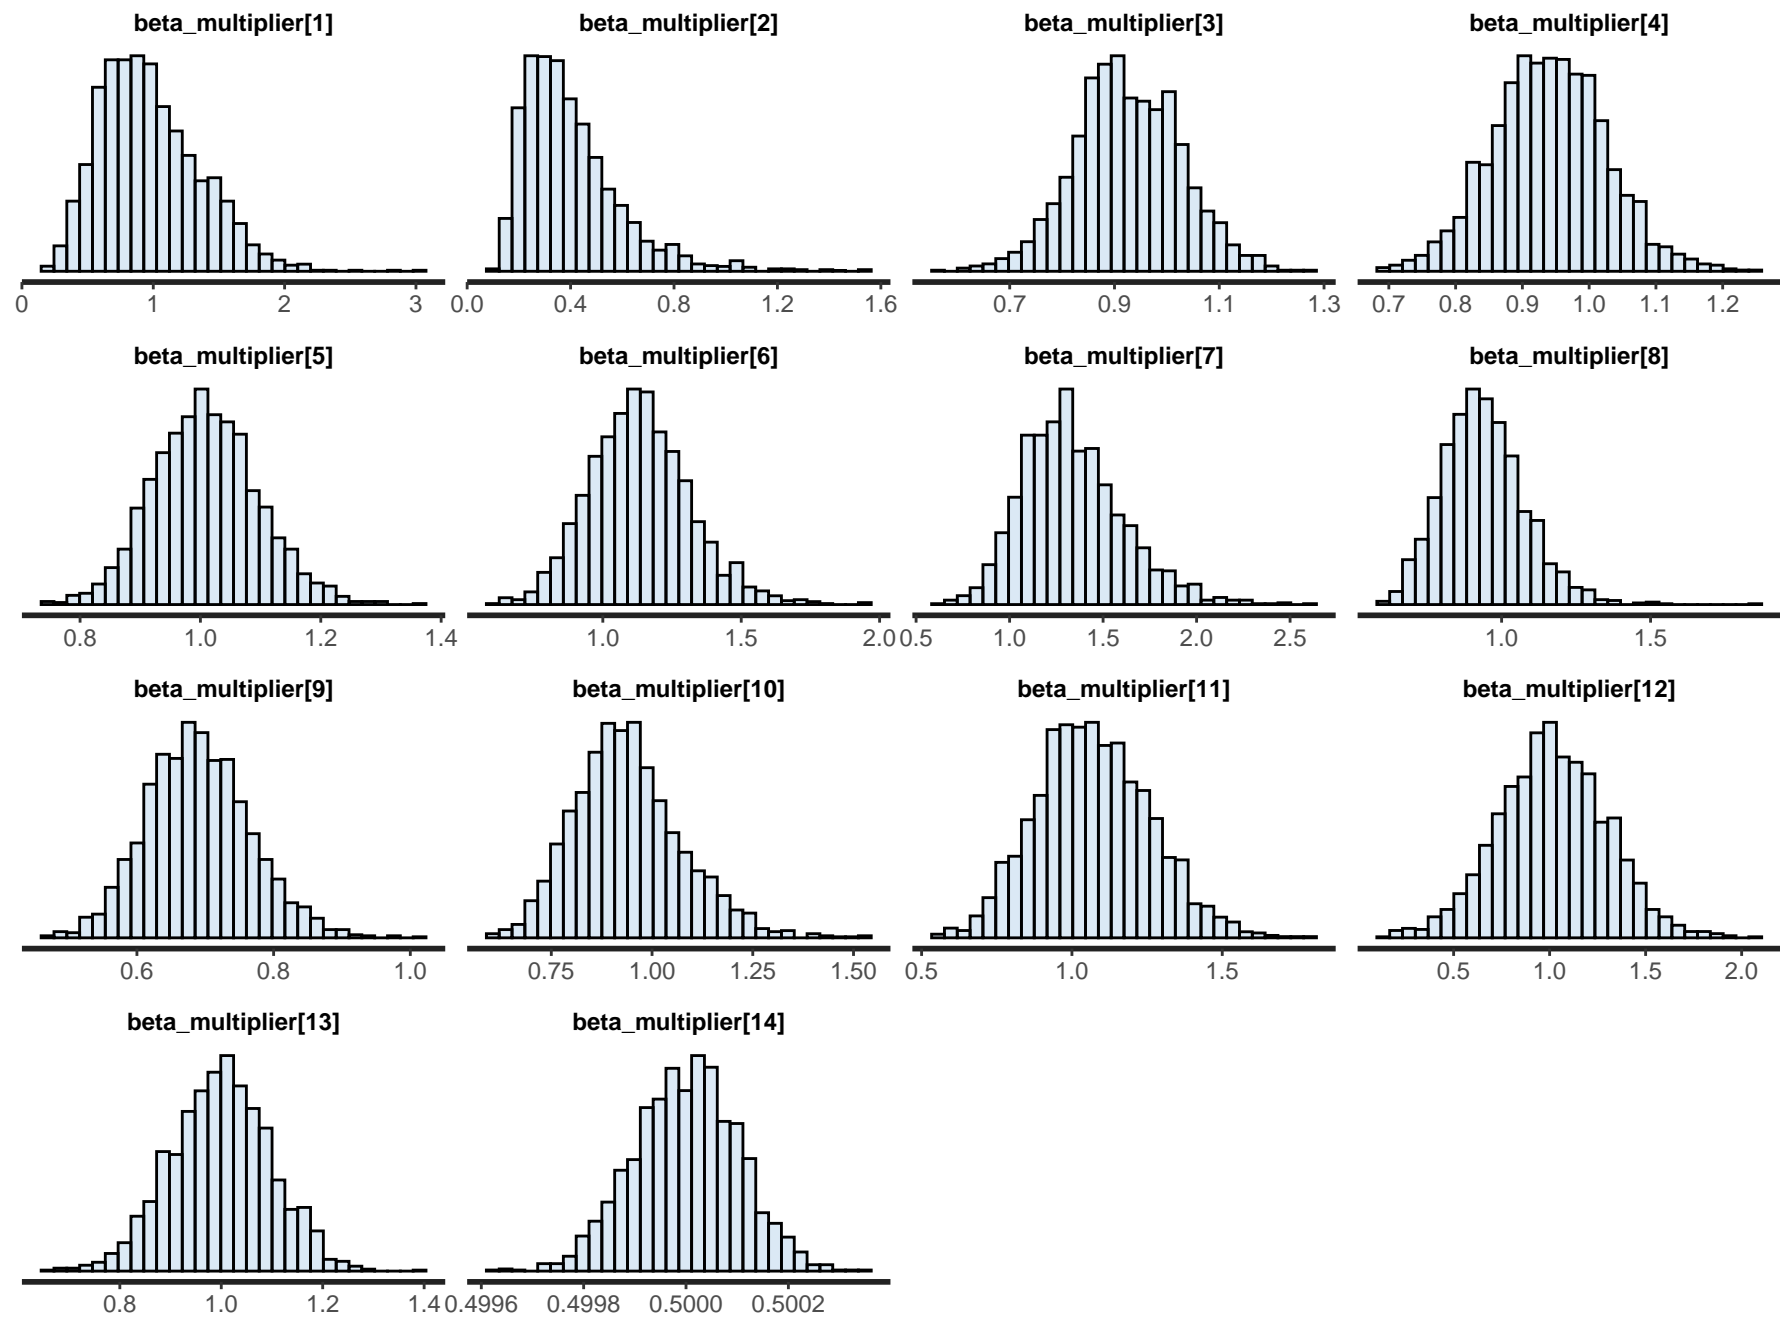 beta_multiplier[1] beta_multiplier[2] beta_multiplier[3] beta_multiplier[4]
0 1 2 3 0.0 0.4 0.8 1.2 1.6 0.7 0.9 1.1 1.3 0.7 0.8 0.9 1.0 1.1 1.2
beta_multiplier[5] beta_multiplier[6] beta_multiplier[7] beta_multiplier[8]
0.8 1.0 1.2 1.4 1.0 1.5 2.0 0.5 1.0 1.5 2.0 2.5 1.0 1.5
beta_multiplier[9] beta_multiplier[10] beta_multiplier[11] beta_multiplier[12]
0.6 0.8 1.0 0.75 1.00 1.25 1.50 0.5 1.0 1.5 0.5 1.0 1.5 2.0
beta_multiplier[13] beta_multiplier[14]
0.8 1.0 1.2 1.4 0.4996 0.4998 0.5000 0.5002